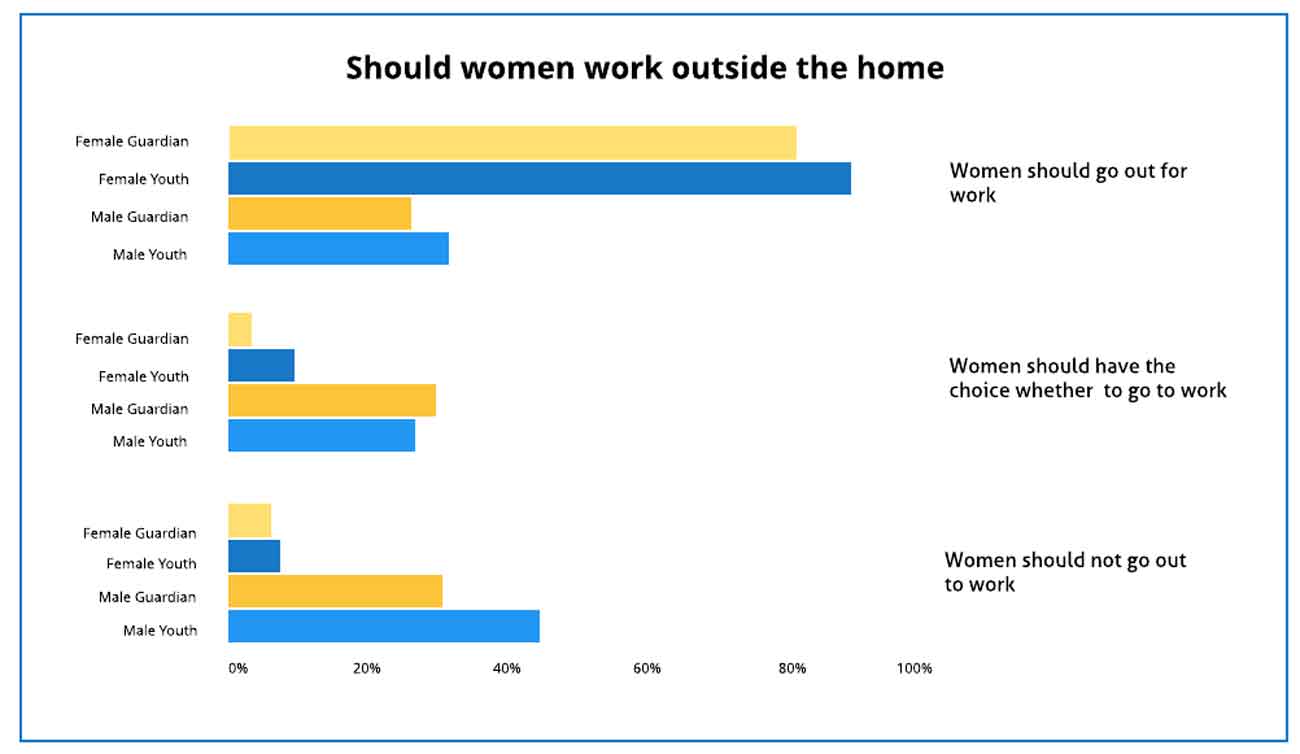 Should women work outside the home
Female Guardian
Female Youth
Male Guardian
Male Youth
Women should go out for
work
Female Guardian
Female Youth
Male Guardian
Male Youth
Women should have the
choice whether  to go to work
Female Guardian
Female Youth
Male Guardian
Male Youth
Women should not go out
to work
0% 20% 40% 60% 80% 100%